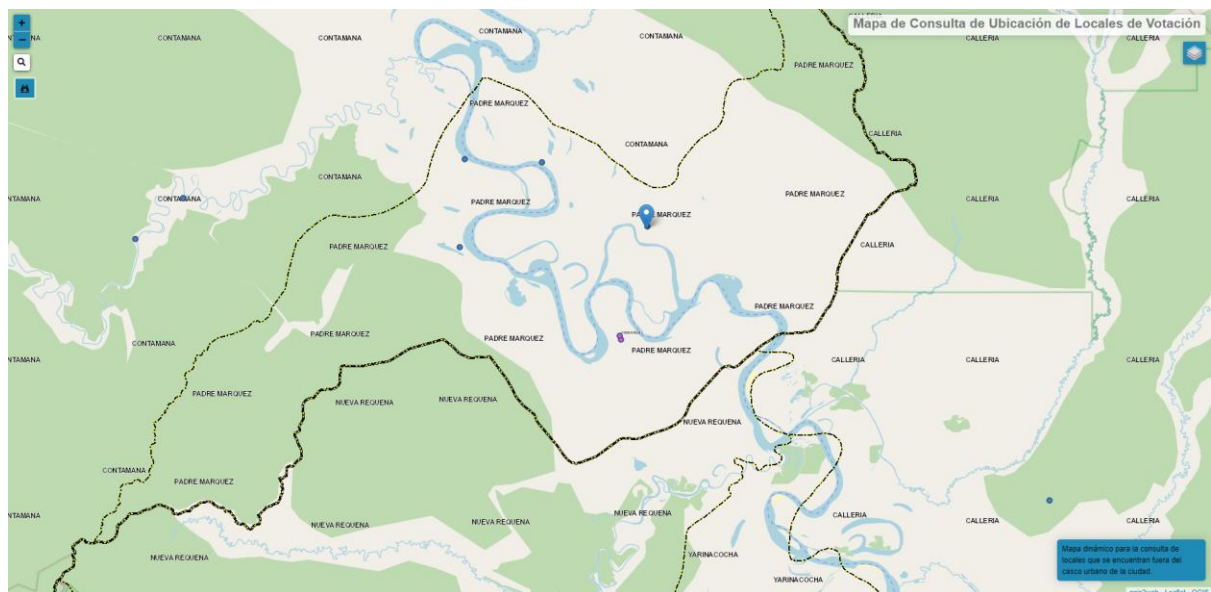 +
−
Mapa de Consulta de Ubicación de Locales de Votación
CONTAMANA
CONTAMANA
CONTAMANA
CONTAMANA
CALLERIA
CALLERIA
PADRE MARQUEZ
PADRE MARQUEZ
CALLERIA
CONTAMANA
CONTAMANA
NTAMANA
CONTAMANA
PADRE MARQUEZ
PADRE MARQUEZ
CALLERIA
CALLERIA
PADRE MARQUEZ
PADRE MARQUEZ
CALLERIA
PADRE MARQUEZ
PADRE MARQUEZ
PADRE MARQUEZ
CONTAMANA
PADRE MARQUEZ
NTAMANA
CALLERIA
CALLERIA
CALLERIA
PADRE MARQUEZ
NUEVA REQUENA
NUEVA REQUENA
NUEVA REQUENA
CONTAMANA
PADRE MARQUEZ
NTAMANA
NUEVA REQUENA
NUEVA REQUENA
CALLERIA
CALLERIA
CALLERIA
NUEVA REQUENA
YARINACOCHA
YARINACOCHA
Mapa dinámico para la consulta de
locales que se encuentran fuera del
casco urbano de la ciudad.